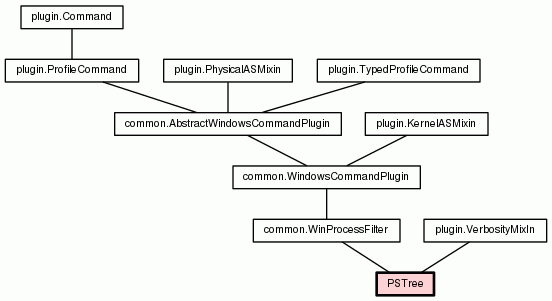 plugin.Command
plugin.ProfileCommand
plugin.PhysicalASMixin
plugin.TypedProfileCommand
common.AbstractWindowsCommandPlugin
plugin.KernelASMixin
common.WindowsCommandPlugin
common.WinProcessFilter
plugin.VerbosityMixIn
PSTree